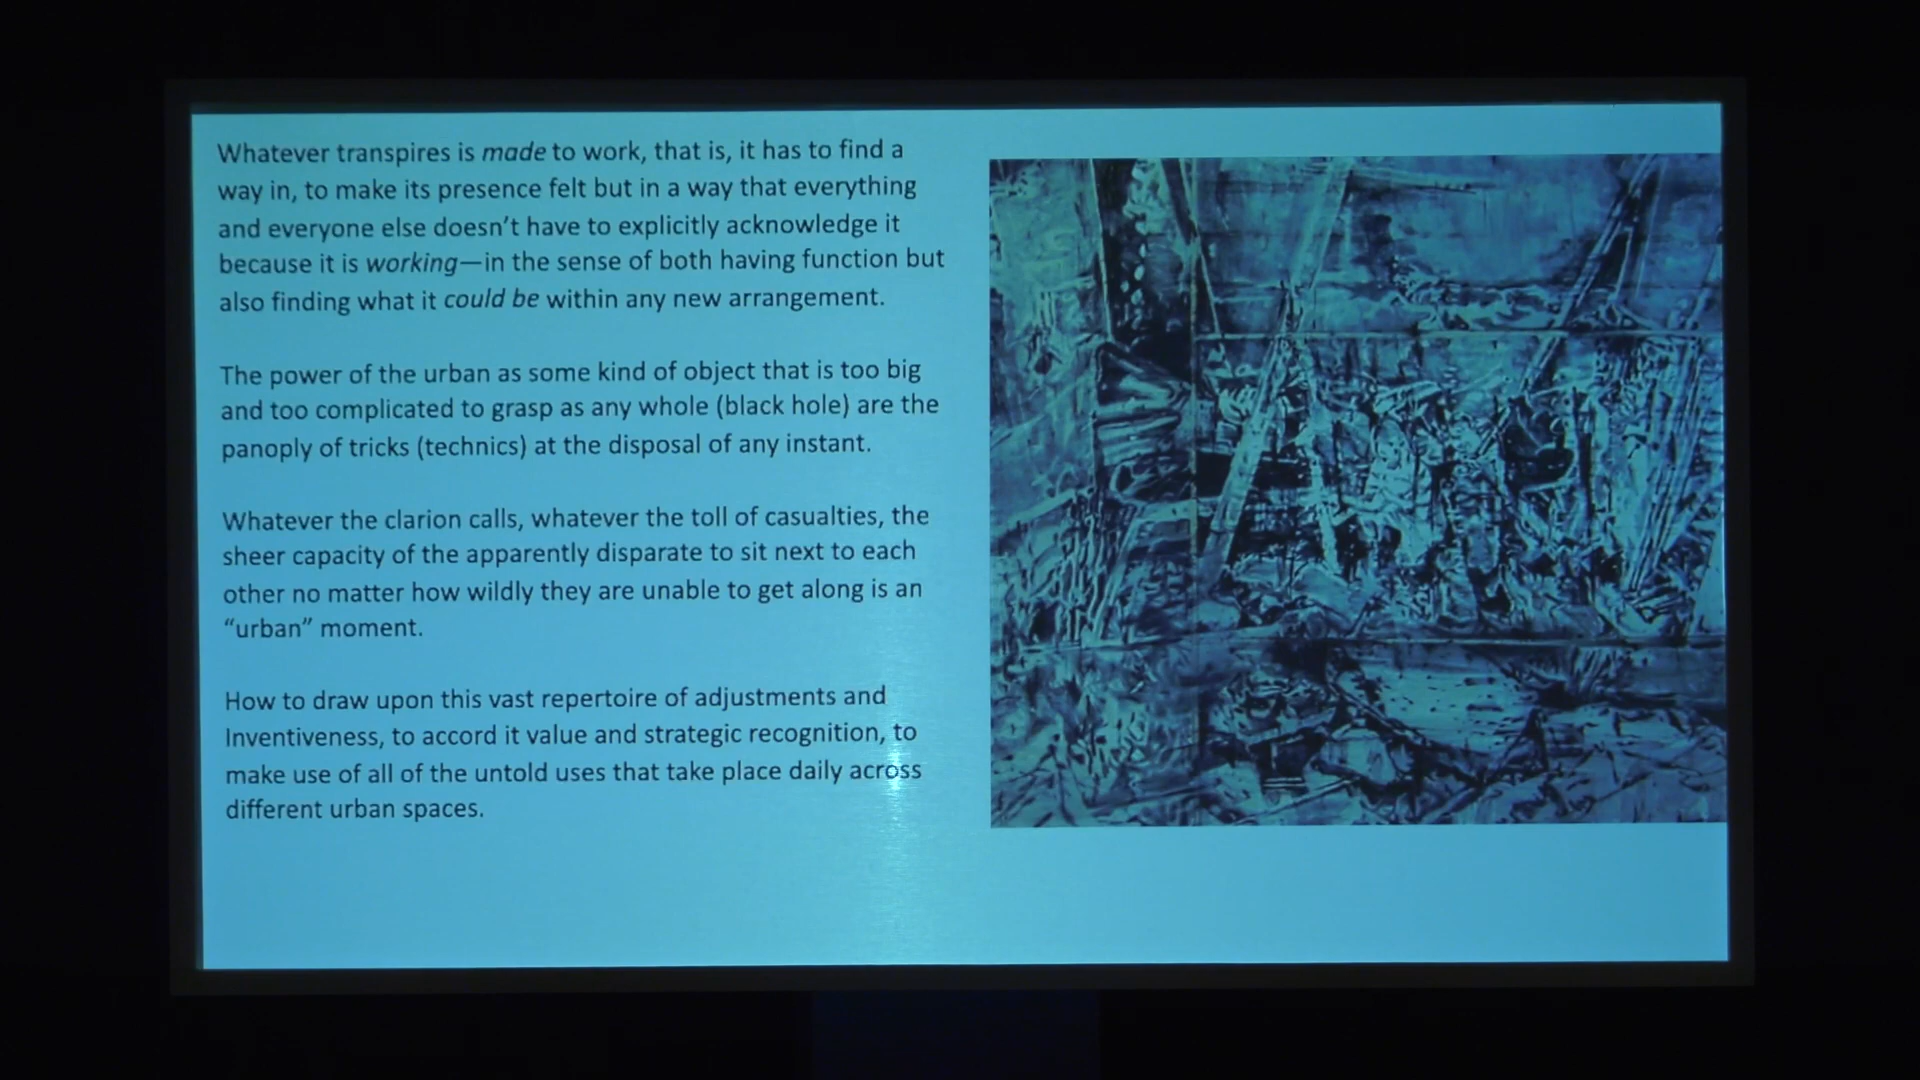 Whatever transpires is made to work, that is, it has to find a
way in, to make its presence felt but in a way that everything
and everyone else doesn’t have to explicitly acknowledge it
because it is working—in the sense of both having function but
also finding what it could be within any new arrangement.
The power of the urban as some kind of object that is too big
and too complicated to grasp as any whole (black hole) are the
panoply of tricks (technics) at the disposal of any instant.
Whatever the clarion calls, whatever the toll of casualties, the
sheer capacity of the apparently disparate to sit next to each
other no matter how wildly they are unable to get along is an
“urban” moment.
How to draw upon this vast repertoire of adjustments and
Inventiveness, to accord it value and strategic recognition, to
make use of all of the untold uses that take place daily across
different urban spaces.